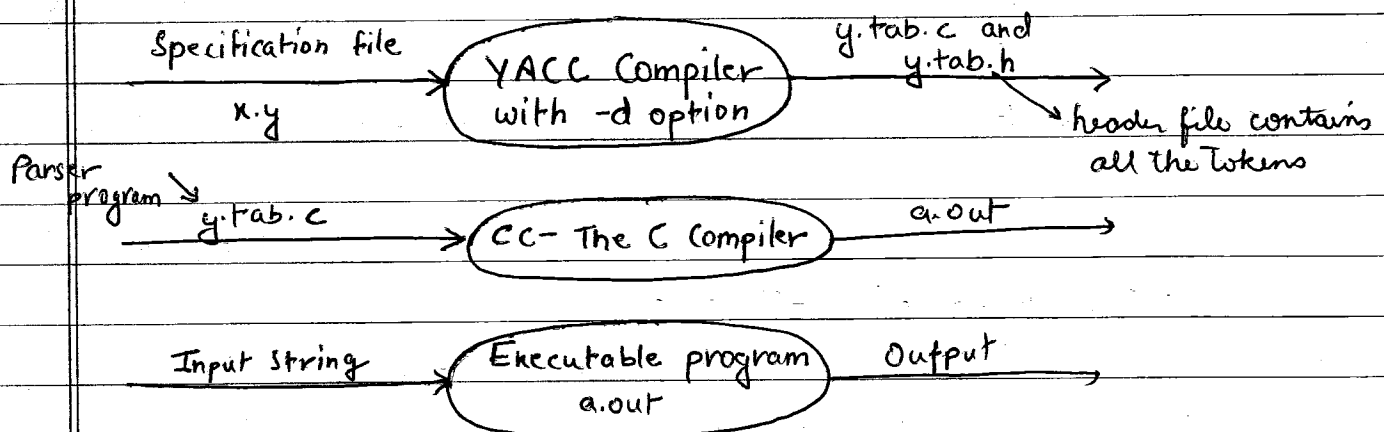 Specification file
x.y
YACC Compiler
with -d option
y.tab.c and
y.tab.h
header file contains
all the Tokens
Parser
program
y.tab.c
CC- The C Compiler
a.out
Input String
Executable program
a.out
Output